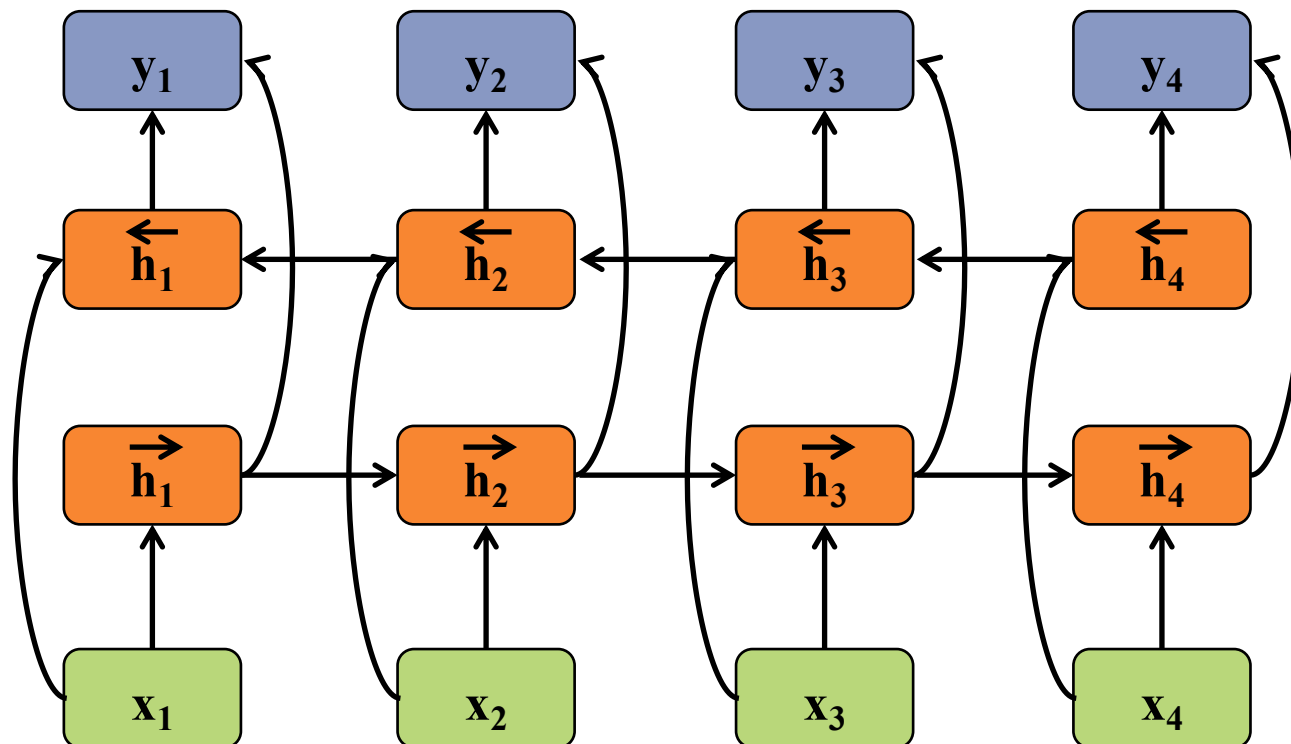 y₁ y₂ y₃ y₄
←h₁ ←h₂ ←h₃ ←h₄
→h₁ →h₂ →h₃ →h₄
x₁ x₂ x₃ x₄